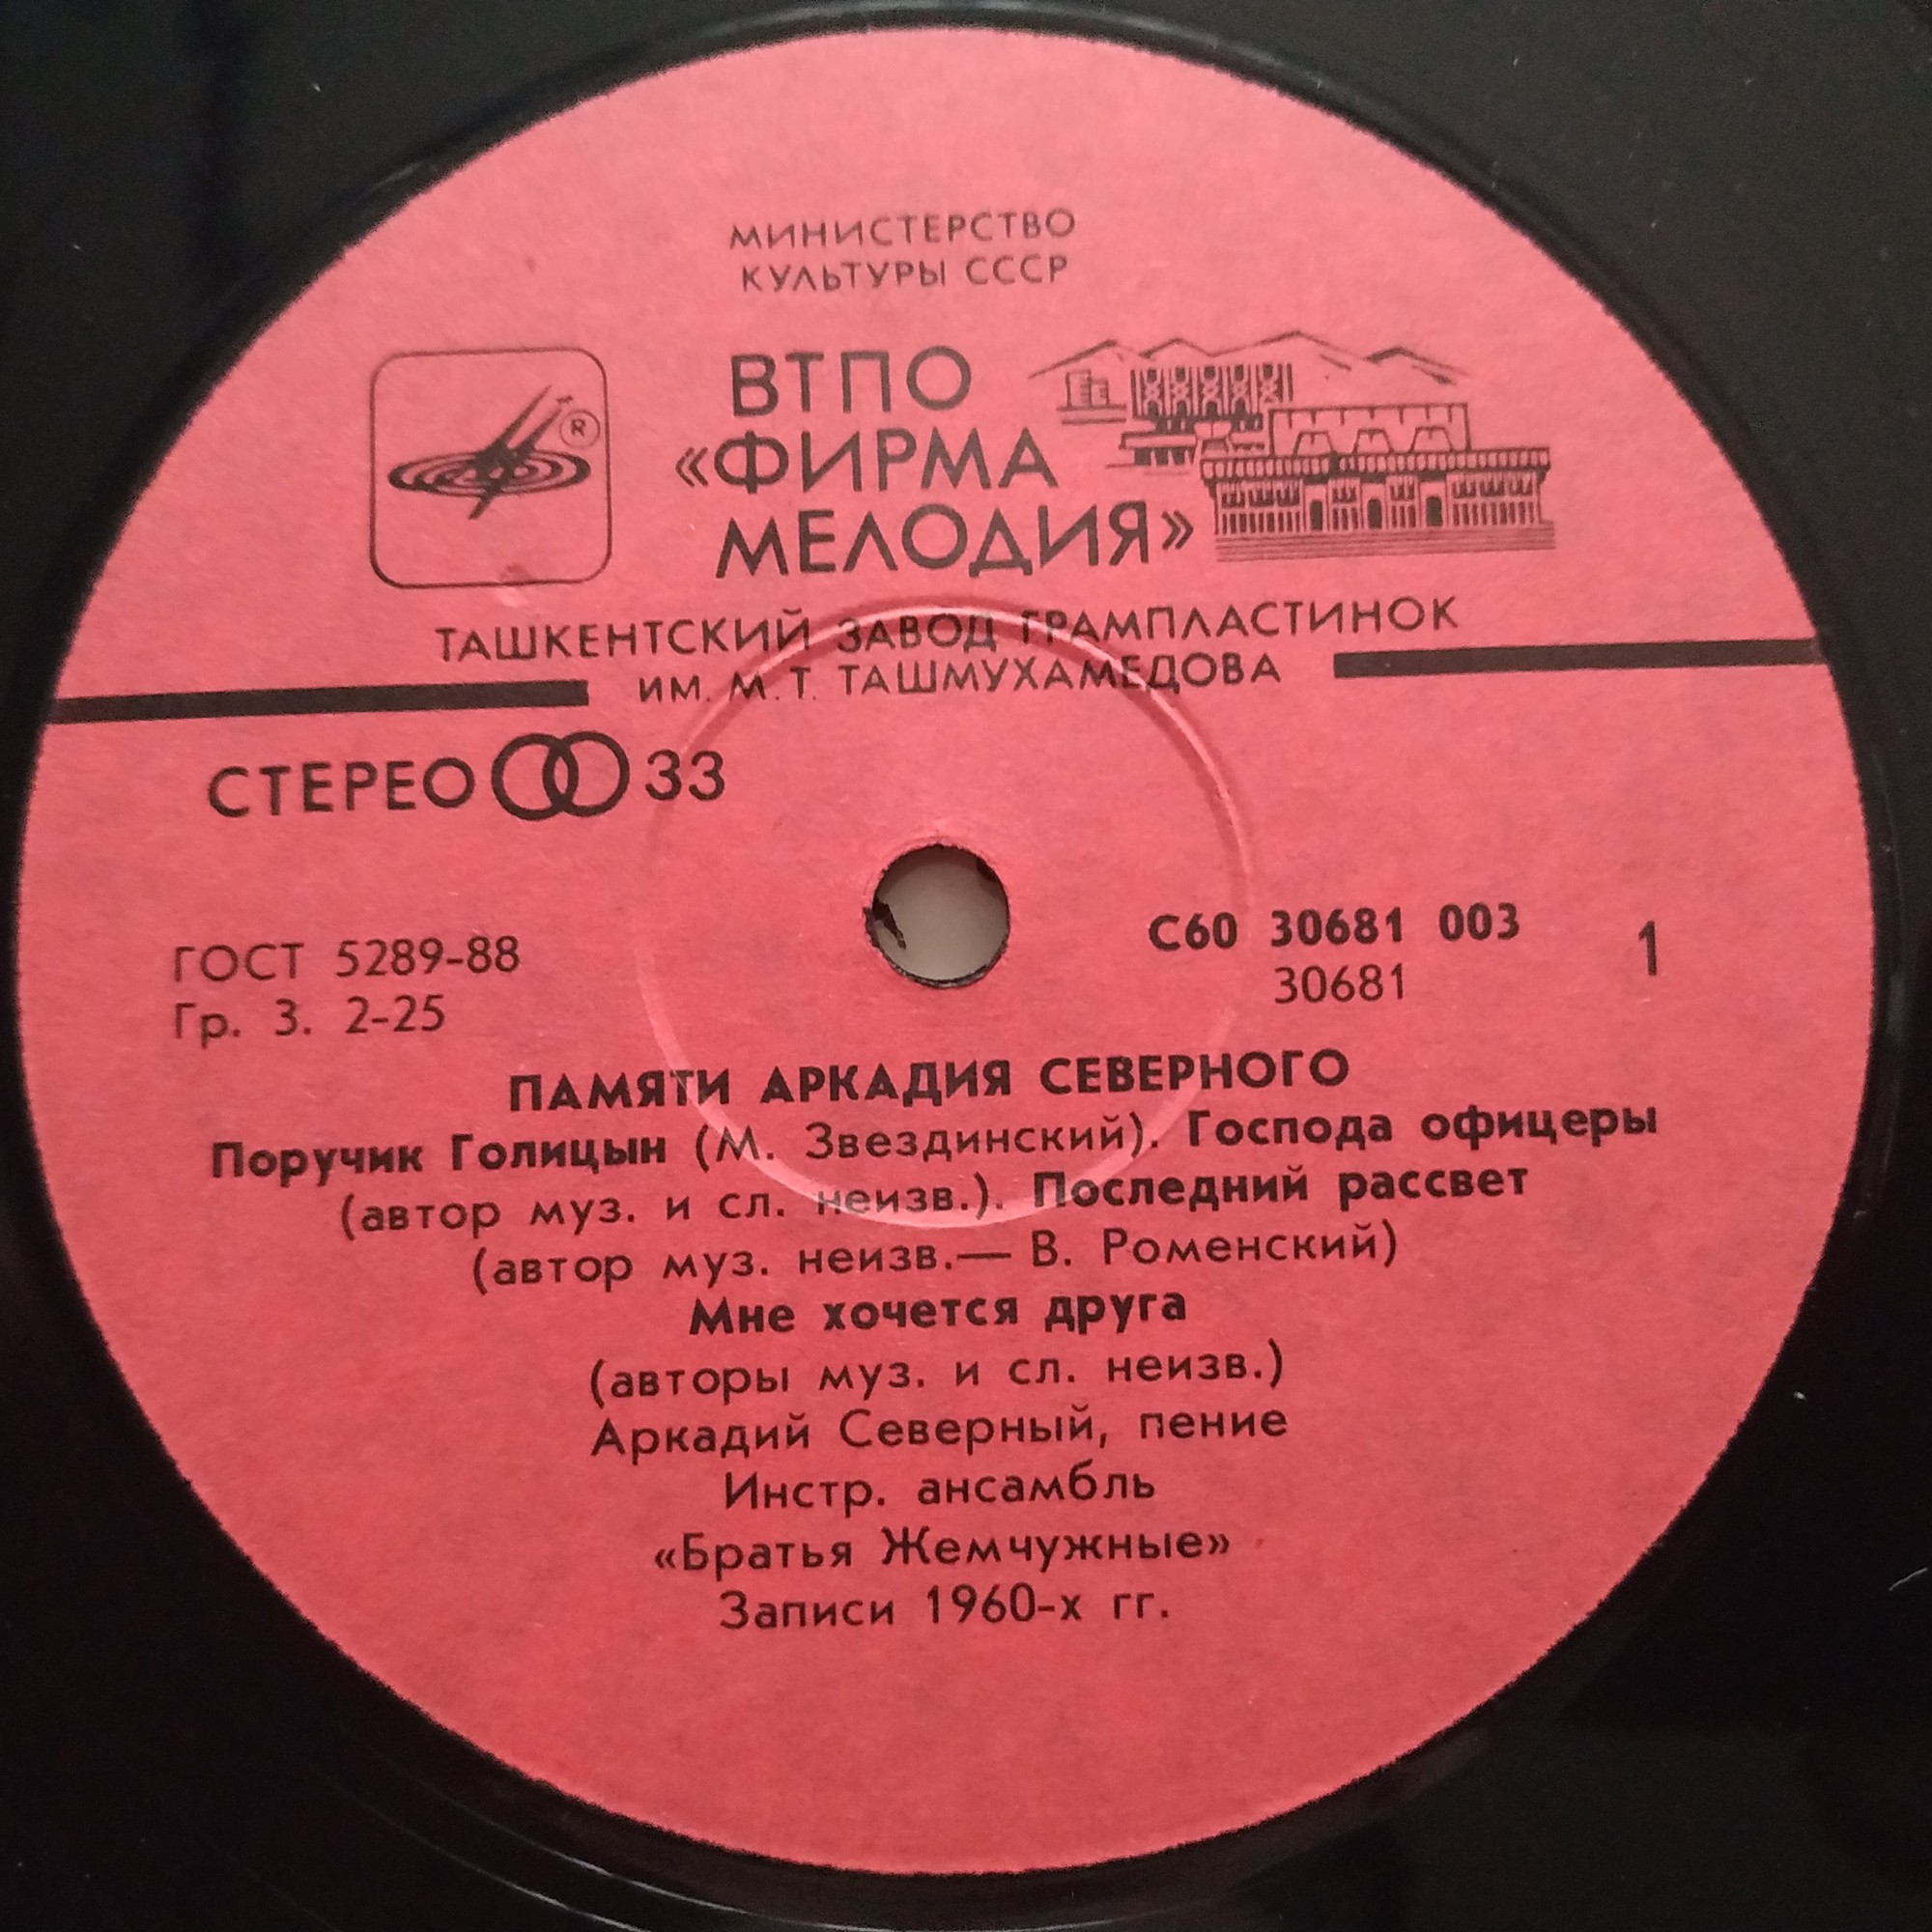 МИНИСТЕРСТВО
КУЛЬТУРЫ СССР
ВТПО
«ФИРМА
МЕЛОДИЯ»
R
ТАШКЕНТСКИЙ ЗАВОД ГРАМПЛАСТИНОК
ИМ. М. Т. ТАШМУХАМЕДОВА
СТЕРЕО 33
ГОСТ 5289-88
Гр. 3. 2-25
С60 30681 003
30681
1
ПАМЯТИ АРКАДИЯ СЕВЕРНОГО
Поручик Голицын (М. Звездинский). Господа офицеры
(автор муз. и сл. неизв.). Последний рассвет
(автор муз. неизв.— В. Роменский)
Мне хочется друга
(авторы муз. и сл. неизв.)
Аркадий Северный, пение
Инстр. ансамбль
«Братья Жемчужные»
Записи 1960-х гг.